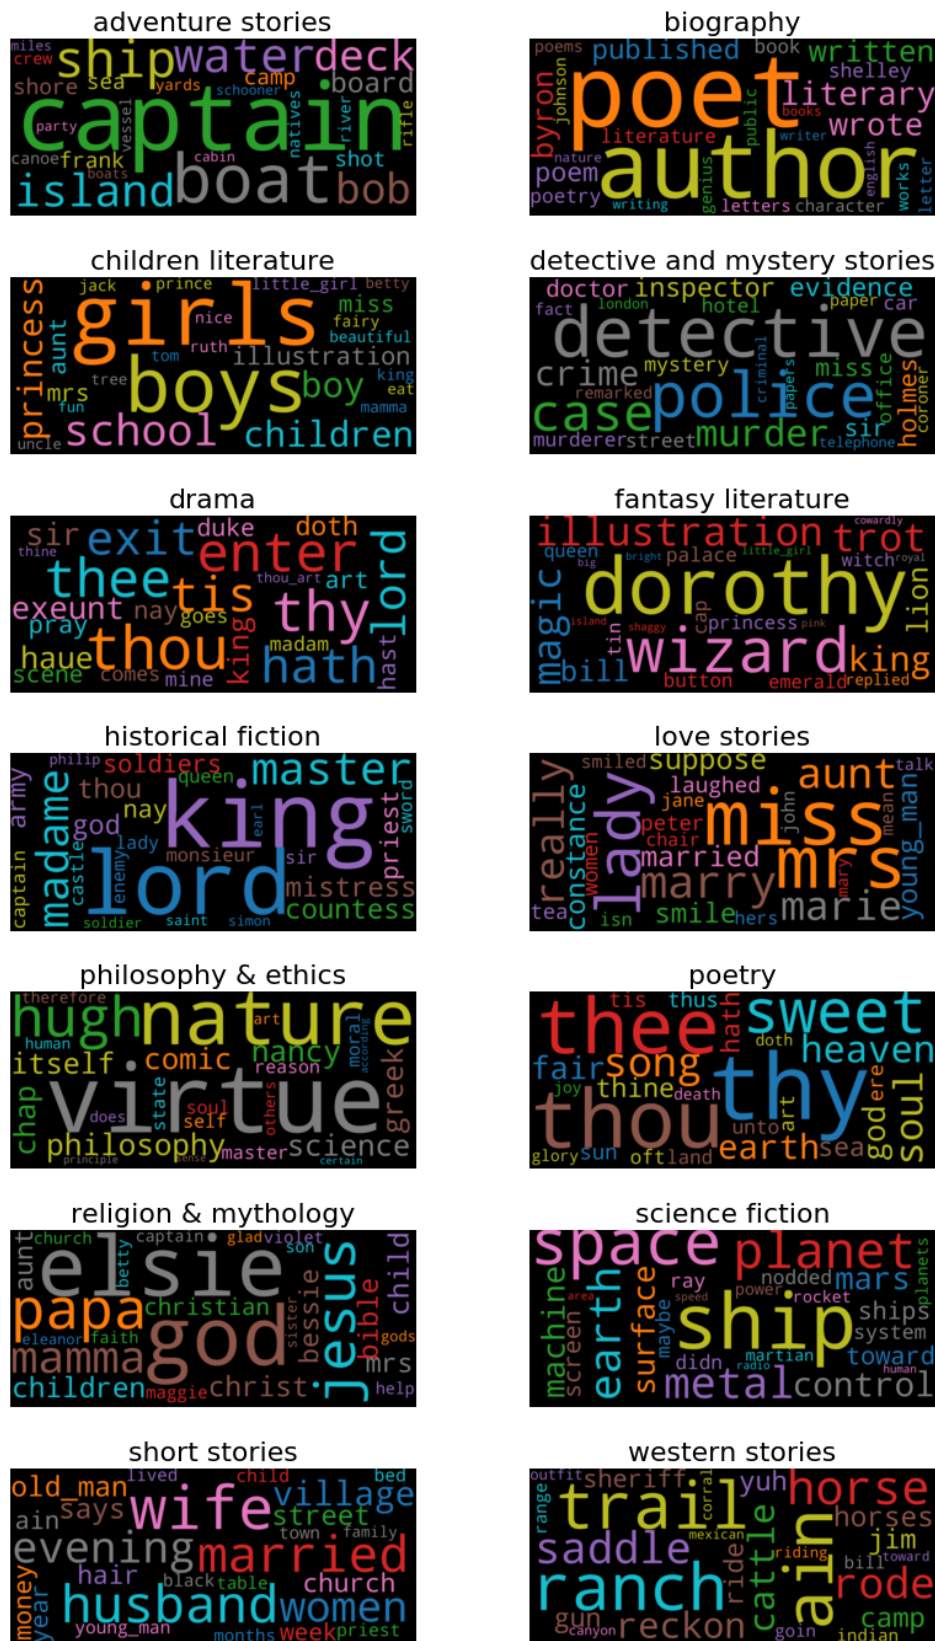 adventure stories
miles ship water deck
crew
shore sea yards schooner camp board
captain
party vessel natives river rifle
canoe frank boats cabin shot
island boat bob
biography
poems published book written
johnson poet shelley
byron public literary
literature books writer wrote
nature author english
poem genius works letter
poetry writing letters character
children literature
jack prince little_girl betty
princess girls miss
aunt nice fairy
beautiful
tom ruth illustration
mrs tree boys boy king
eat
fun mamma
uncle school children
detective and mystery stories
doctor inspector evidence
fact london hotel paper car
detective
crime mystery criminal miss office
remarked police papers holmes coroner
case sir
murderer street murder telephone
drama
sir exit duke doth
thine enter lord
thee tis thou_art art
exeunt nay goes thy
pray thou king madam
haue hath hast
scene comes mine
fantasy literature
illustration cowardly trot
queen bright palace little_girl witch royal
big
magic dorothy lion
island cap princess pink
tin shaggy wizard king
bill button emerald replied
historical fiction
philip soldiers queen master
army thou king
madame nay earl priest sword
god
castle lady monsieur sir
captain enemy lord mistress
countess
soldier saint simon
love stories
smiled suppose aunt talk
really lady laughed
constance jane miss john mean young_man
women peter
chair
married mrs
marry mary marie
tea isn smile hers
philosophy & ethics
therefore nature
hugh art moral according
human
itself comic nancy
reason greek
chap virtue
does state soul self others
philosophy master science
principle sense certain
poetry
thee tis thus hath sweet
doth heaven
fair song
joy thine death thy art god ere soul
thou unto
glory sun oft land earth sea
religion & mythology
aunt church captain glad violet
betty elsie son jesus child
papa christian bessie bible
eleanor faith god sister gods
mamma mrs
children maggie christ help
science fiction
space planet planets
machine area earth surface ray nodded mars
screen speed power rocket
maybe ship ships
system
didn martian toward
radio human
metal control
short stories
old_man lived child bed
says wife village
ain street
evening town family
married
hair black table church
money year husband women
young_man months week priest
western stories
outfit sheriff yuh horse
range trail corral horses
mexican
saddle ride cattle ain jim
riding bill toward
ranch rode
gun reckon camp
canyon goin indian